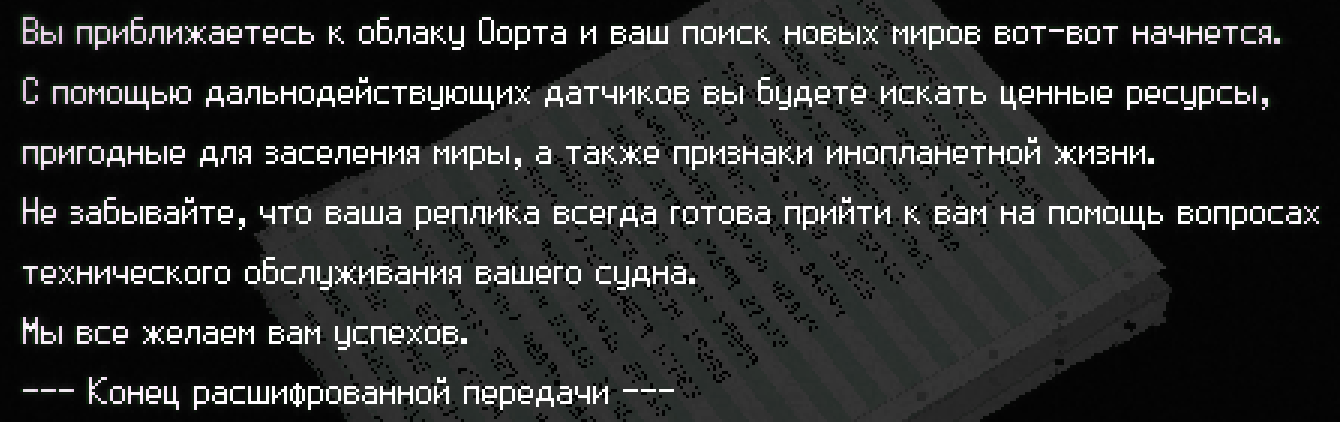 Вы приближаетесь к облаку Оорта и ваш поиск новых миров вот-вот начнется.
С помощью дальнодействующих датчиков вы будете искать ценные ресурсы,
пригодные для заселения миры, а также признаки инопланетной жизни.
Не забывайте, что ваша реплика всегда готова прийти к вам на помощь вопросах
технического обслуживания вашего судна.
Мы все желаем вам успехов.
--- Конец расшифрованной передачи ---